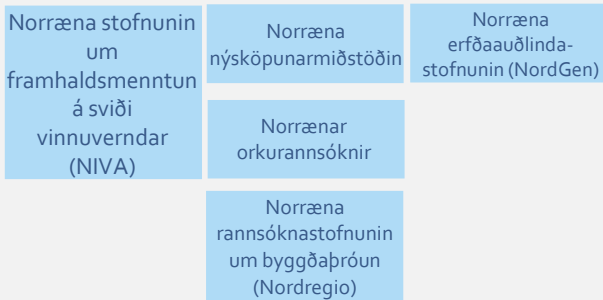 Norræna stofnunin
um
framhaldsmenntun
á sviði
vinnuverndar
(NIVA)
Norræna
nýsköpunarmiðstöðin
Norræna
erfðaauðlinda-
stofnunin (NordGen)
Norrænar
orkurannsóknir
Norræna
rannsóknastofnunin
um byggðaþróun
(Nordregio)